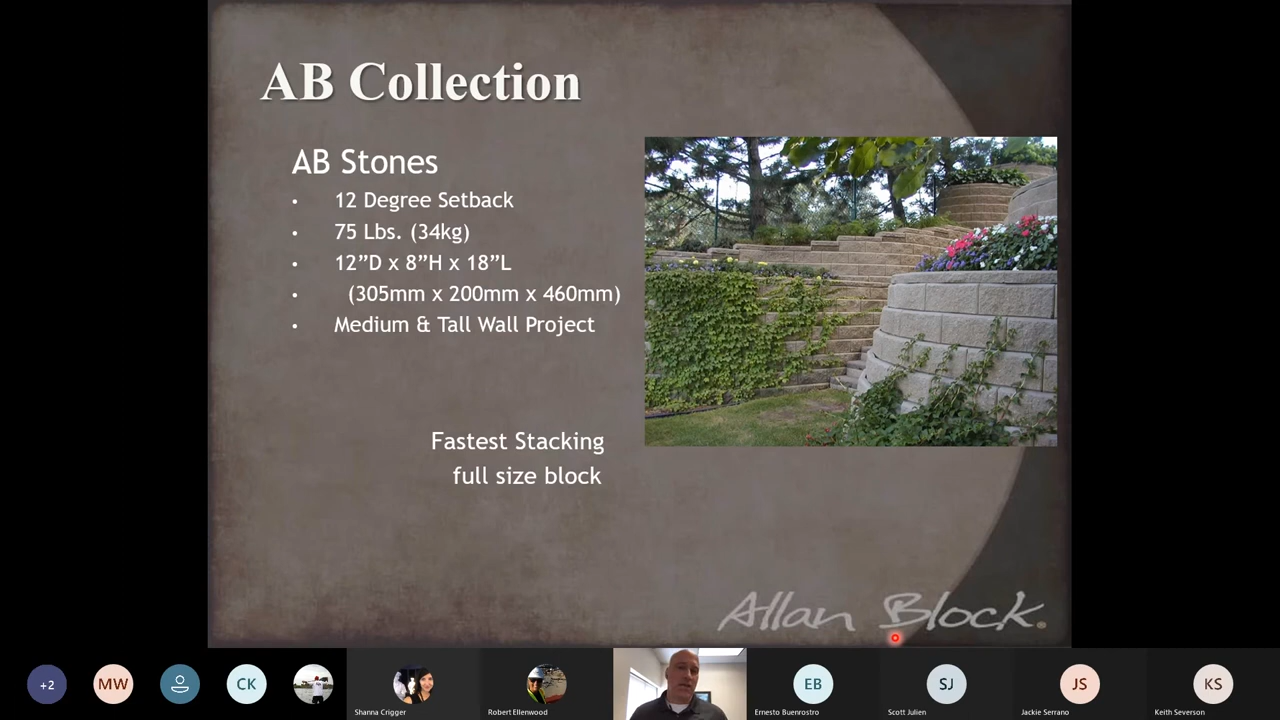 AB Collection
AB Stones
• 12 Degree Setback
• 75 Lbs. (34kg)
• 12”D x 8”H x 18”L
• (305mm x 200mm x 460mm)
• Medium & Tall Wall Project
Fastest Stacking
full size block
Allan Block
+2
MW
CK
EB
SJ
JS
KS
Shanna Crigger
Robert Ellenwood
Ernesto Buenrostro
Scott Julien
Jackie Serrano
Keith Severson